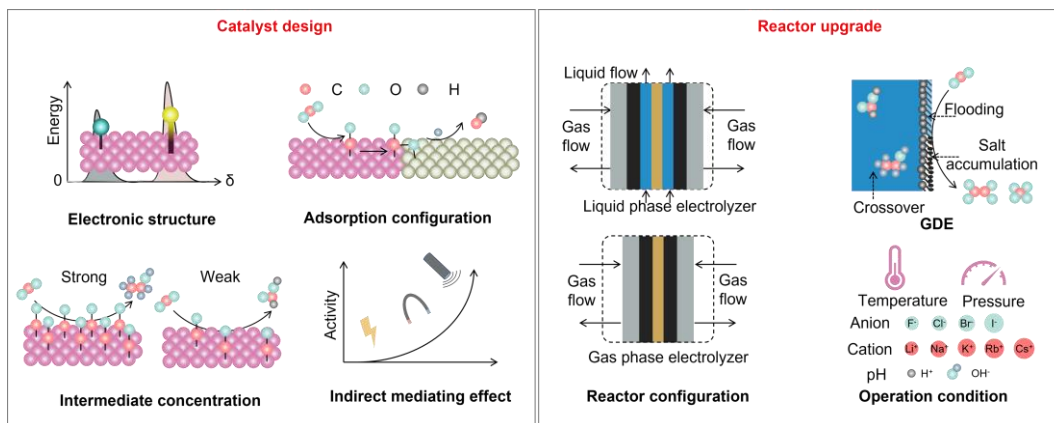 Catalyst design
Energy
0
δ
Electronic structure
C
O
H
Adsorption configuration
Strong
Weak
Intermediate concentration
Activity
Indirect mediating effect
Reactor upgrade
Liquid flow
Gas
flow
Gas
flow
Liquid phase electrolyzer
Gas
flow
Gas
flow
Gas phase electrolyzer
Reactor configuration
Flooding
Salt
accumulation
Crossover
GDE
Temperature
Pressure
Anion
F⁻
Cl⁻
Br⁻
I⁻
Cation
Li⁺
Na⁺
K⁺
Rb⁺
Cs⁺
pH
H⁺
OH⁻
Operation condition